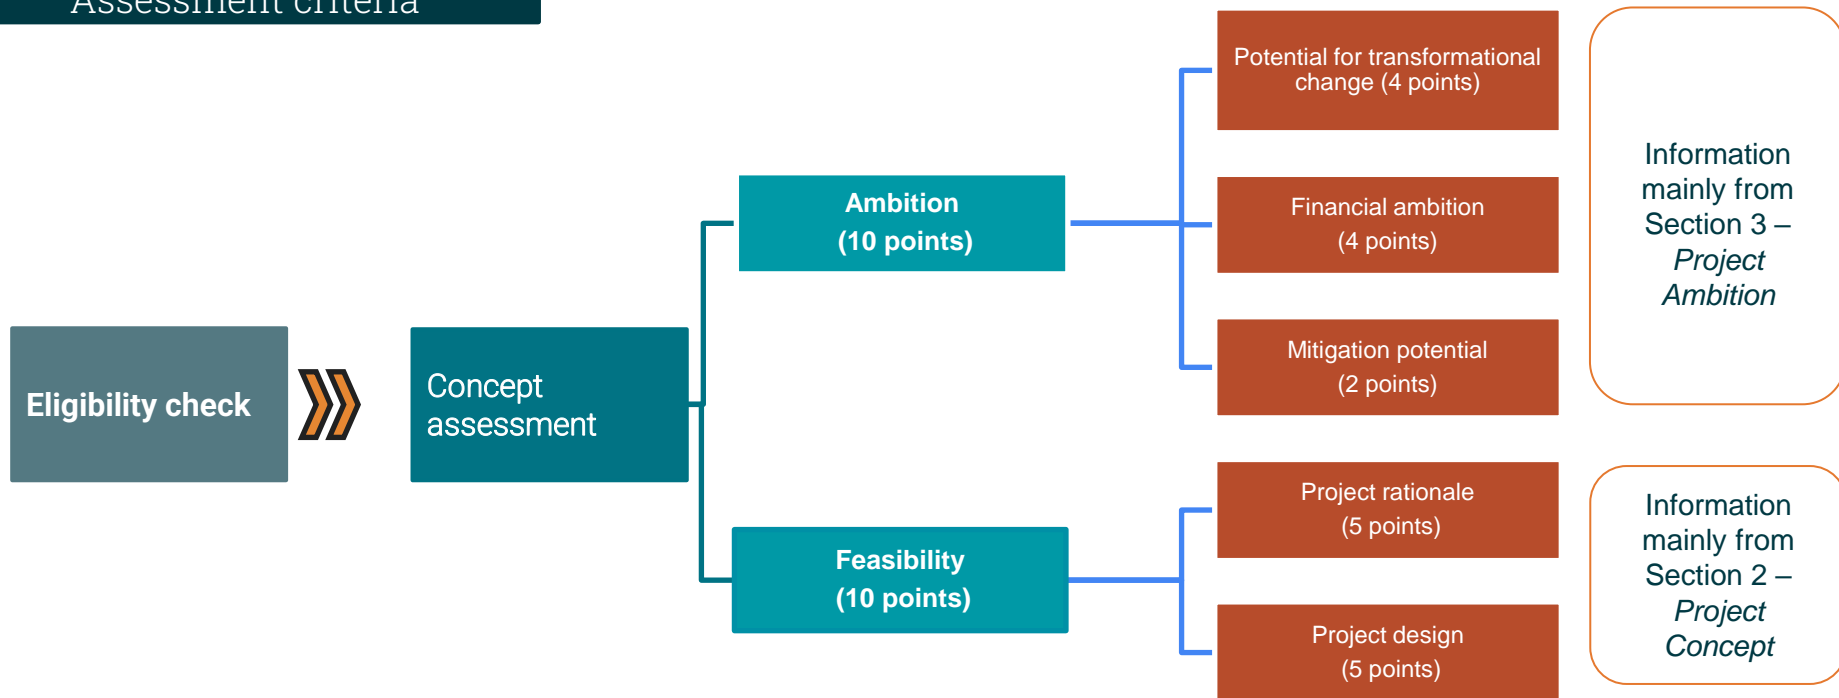 Assessment criteria
Eligibility check
Concept
assessment
Ambition
(10 points)
Feasibility
(10 points)
Potential for transformational
change (4 points)
Financial ambition
(4 points)
Mitigation potential
(2 points)
Project rationale
(5 points)
Project design
(5 points)
Information
mainly from
Section 3 –
Project
Ambition
Information
mainly from
Section 2 –
Project
Concept